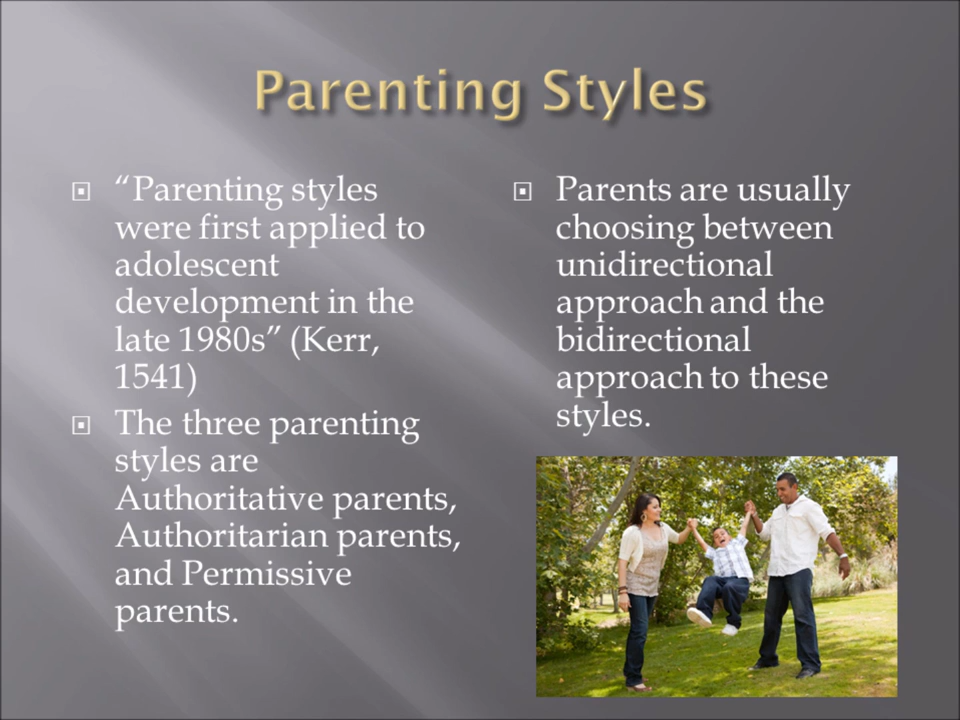 Parenting Styles
“Parenting styles
were first applied to
adolescent
development in the
late 1980s” (Kerr,
1541)
The three parenting
styles are
Authoritative parents,
Authoritarian parents,
and Permissive
parents.
Parents are usually
choosing between
unidirectional
approach and the
bidirectional
approach to these
styles.